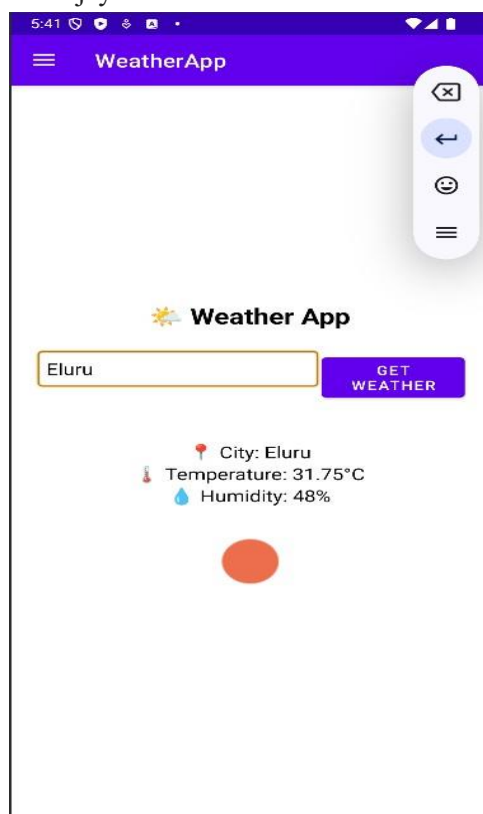 5:41
WeatherApp
🌤️ Weather App
Eluru
GET
WEATHER
📍 City: Eluru
🌡️ Temperature: 31.75°C
💧 Humidity: 48%